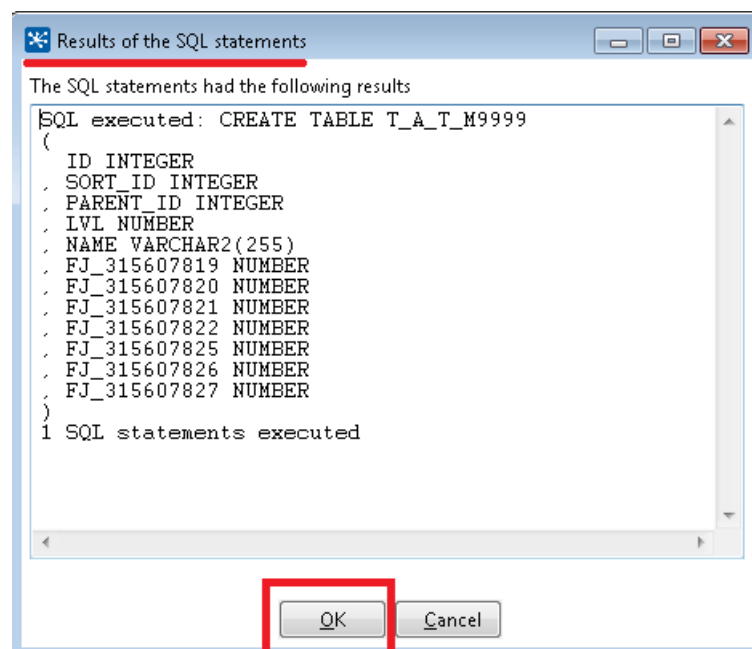 Results of the SQL statements
The SQL statements had the following results
SQL executed: CREATE TABLE T_A_T_M9999
(
  ID INTEGER
, SORT_ID INTEGER
, PARENT_ID INTEGER
, LVL NUMBER
, NAME VARCHAR2(255)
, FJ_315607819 NUMBER
, FJ_315607820 NUMBER
, FJ_315607821 NUMBER
, FJ_315607822 NUMBER
, FJ_315607825 NUMBER
, FJ_315607826 NUMBER
, FJ_315607827 NUMBER
)
1 SQL statements executed
OK Cancel